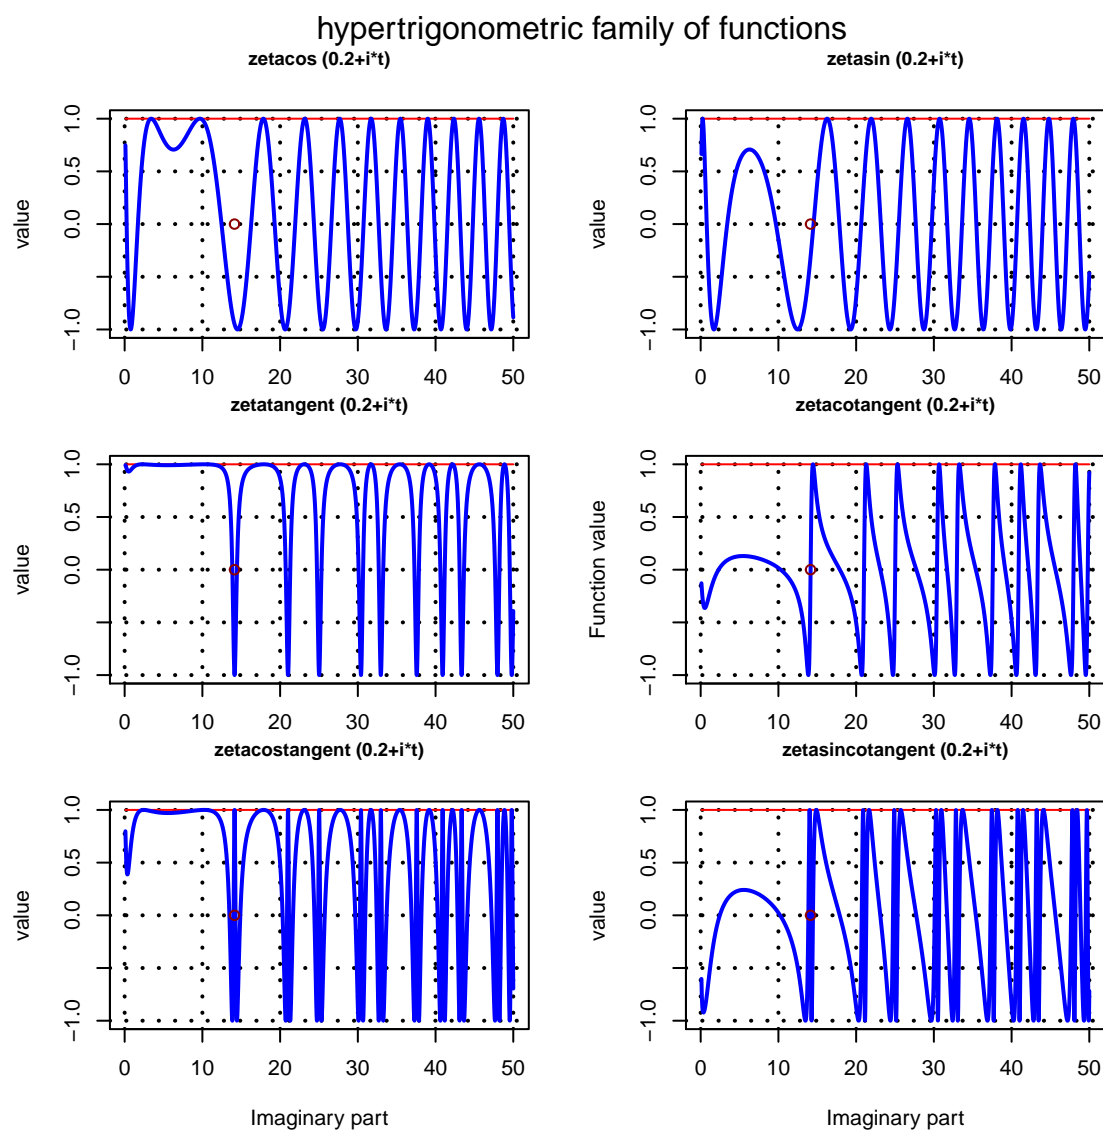 hypertrigonometric family of functions
zetacos (0.2+i*t)
value
−1.0 0.0 0.5 1.0
0 10 20 30 40 50
zetasin (0.2+i*t)
value
−1.0 0.0 0.5 1.0
0 10 20 30 40 50
zetatangent (0.2+i*t)
value
−1.0 0.0 0.5 1.0
0 10 20 30 40 50
zetacotangent (0.2+i*t)
Function value
−1.0 0.0 0.5 1.0
0 10 20 30 40 50
zetacostangent (0.2+i*t)
value
−1.0 0.0 0.5 1.0
0 10 20 30 40 50
Imaginary part
zetasincotangent (0.2+i*t)
value
−1.0 0.0 0.5 1.0
0 10 20 30 40 50
Imaginary part